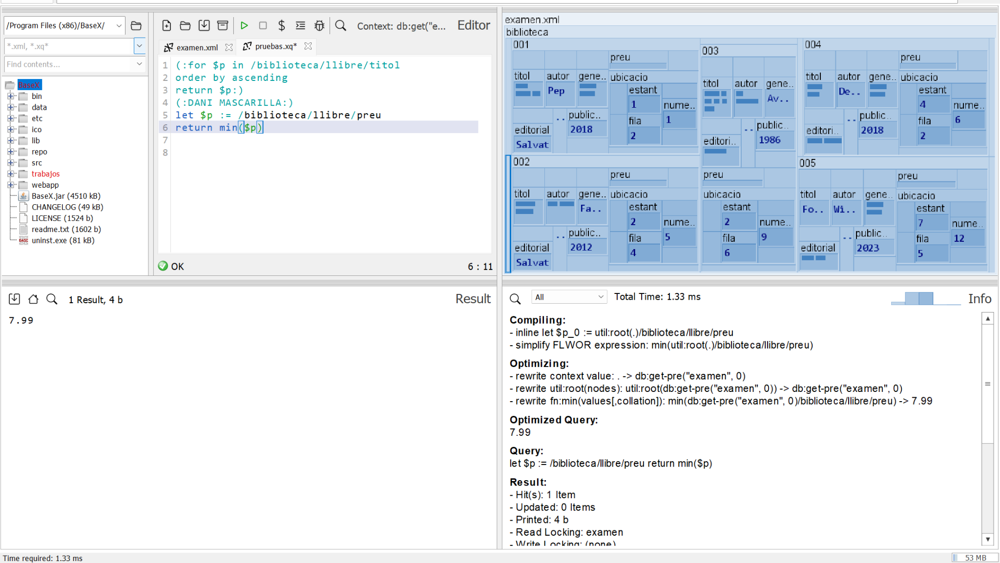 /Program Files (x86)/BaseX/
*.xml, *.xq*
Find contents...
BaseX
bin
data
etc
ico
lib
repo
src
trabajos
webapp
BaseX.jar (4510 kB)
CHANGELOG (49 kB)
LICENSE (1524 b)
readme.txt (1602 b)
uninst.exe (81 kB)
Context: db:get("e...
Editor
examen.xml
pruebas.xq*
1 (:for $p in /biblioteca/llibre/titol
2 order by ascending
3 return $p:)
4 (:DANI MASCARILLA:)
5 let $p := /biblioteca/llibre/preu
6 return min($p)
7
8
OK
6 : 11
examen.xml
biblioteca
001
preu
titol autor gene..
ubicacio
Pep
estant
1
nume..
1
fila
2
editorial
Salvat
..
public..
2018
002
preu
titol autor gene..
ubicacio
Fa..
estant
2
nume..
5
fila
4
editorial
Salvat
..
public..
2012
003
titol autor gene..
Av..
editori..
..
public..
1986
preu
ubicacio
estant
2
nume..
9
fila
6
004
preu
titol autor gene..
ubicacio
De..
estant
4
nume..
6
fila
2
editori..
..
public..
2018
005
preu
titol autor gene..
ubicacio
Fo.. Wi..
estant
7
nume..
12
fila
5
editorial
..
public..
2023
1 Result, 4 b
Result
7.99
All
Total Time: 1.33 ms
Info
Compiling:
- inline let $p_0 := util:root(.)/biblioteca/llibre/preu
- simplify FLWOR expression: min(util:root(.)/biblioteca/llibre/preu)
Optimizing:
- rewrite context value: . -> db:get-pre("examen", 0)
- rewrite util:root(nodes): util:root(db:get-pre("examen", 0)) -> db:get-pre("examen", 0)
- rewrite fn:min(values[,collation]): min(db:get-pre("examen", 0)/biblioteca/llibre/preu) -> 7.99
Optimized Query:
7.99
Query:
let $p := /biblioteca/llibre/preu return min($p)
Result:
- Hit(s): 1 Item
- Updated: 0 Items
- Printed: 4 b
- Read Locking: examen
- Write Locking: (none)
Time required: 1.33 ms
53 MB